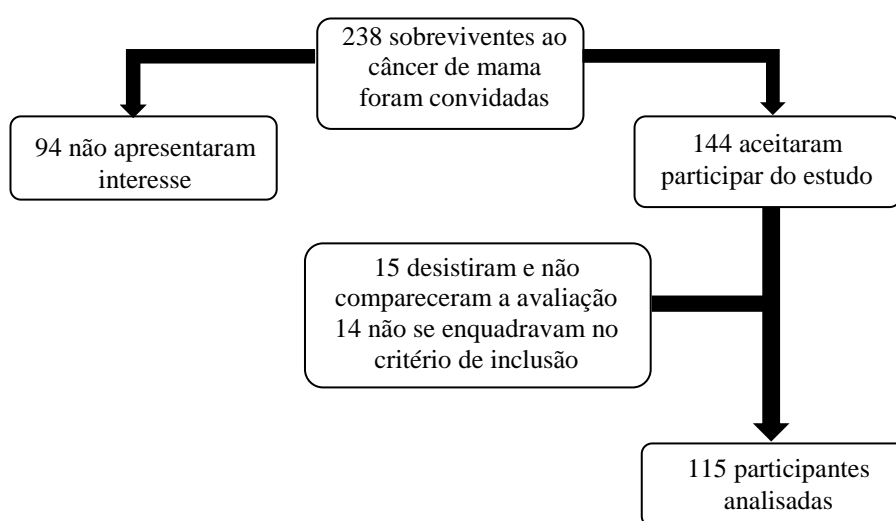 238 sobreviventes ao
câncer de mama
foram convidadas
94 não apresentaram
interesse
144 aceitaram
participar do estudo
15 desistiram e não
compareceram a avaliação
14 não se enquadravam no
critério de inclusão
115 participantes
analisadas